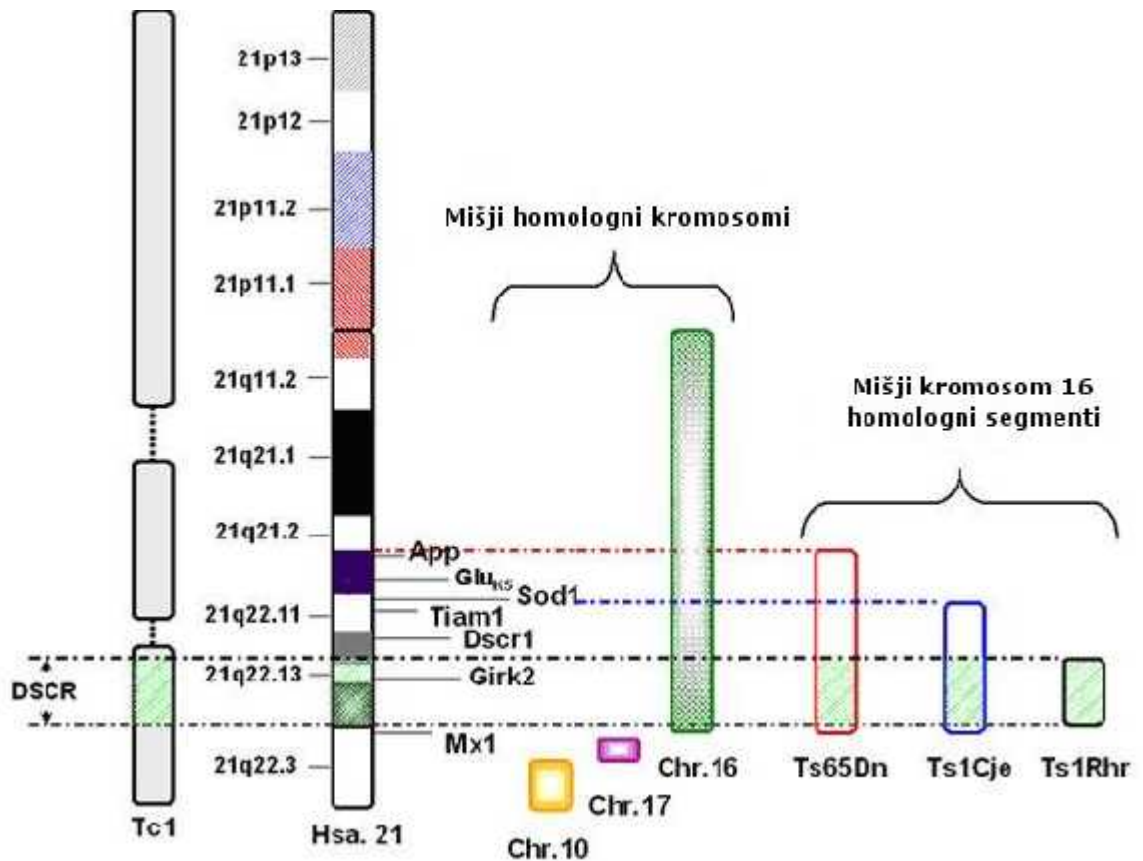 21p13
21p12
21p11.2
21p11.1
21q11.2
21q21.1
21q21.2
21q22.11
21q22.13
21q22.3
DSCR
Tc1
Hsa. 21
App
Glu K5
Sod1
Tiam1
Dscr1
Girk2
Mx1
Mišji homologni kromosomi
Chr.10
Chr.17
Chr.16
Mišji kromosom 16
homologni segmenti
Ts65Dn
Ts1Cje
Ts1Rhr